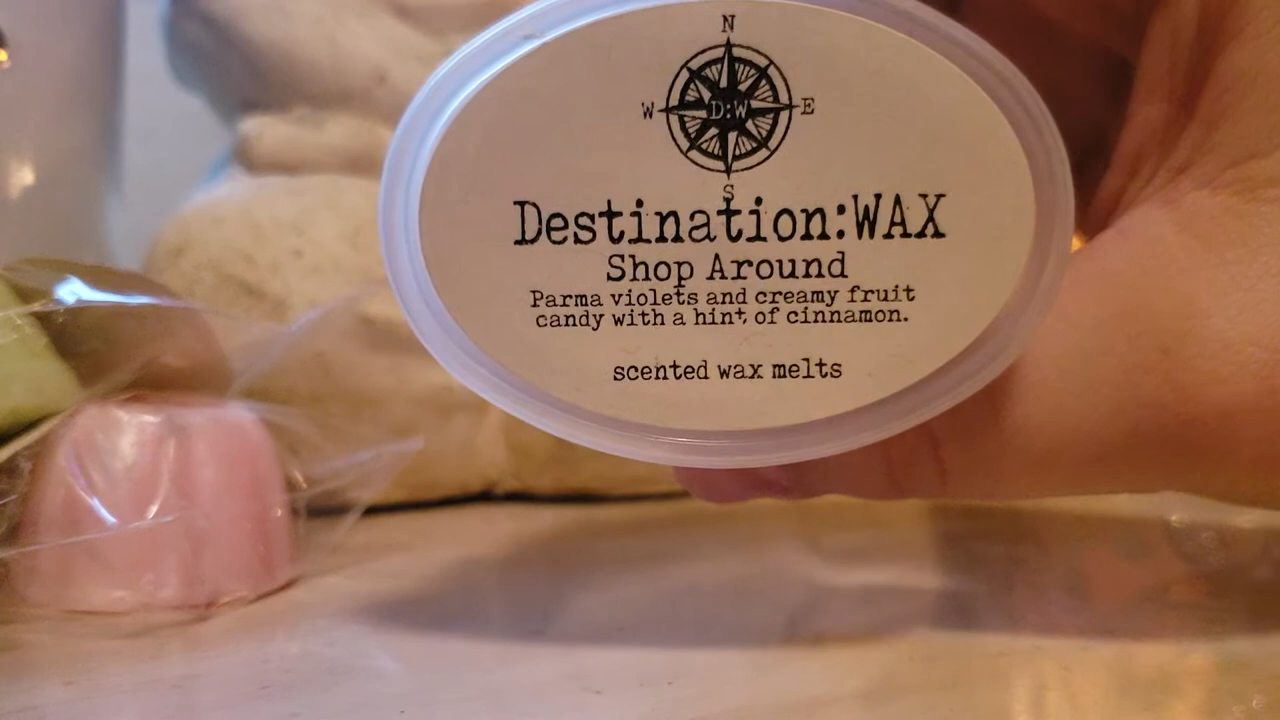 N
W D:W E
S
Destination:WAX
Shop Around
Parma violets and creamy fruit
candy with a hint of cinnamon.
scented wax melts